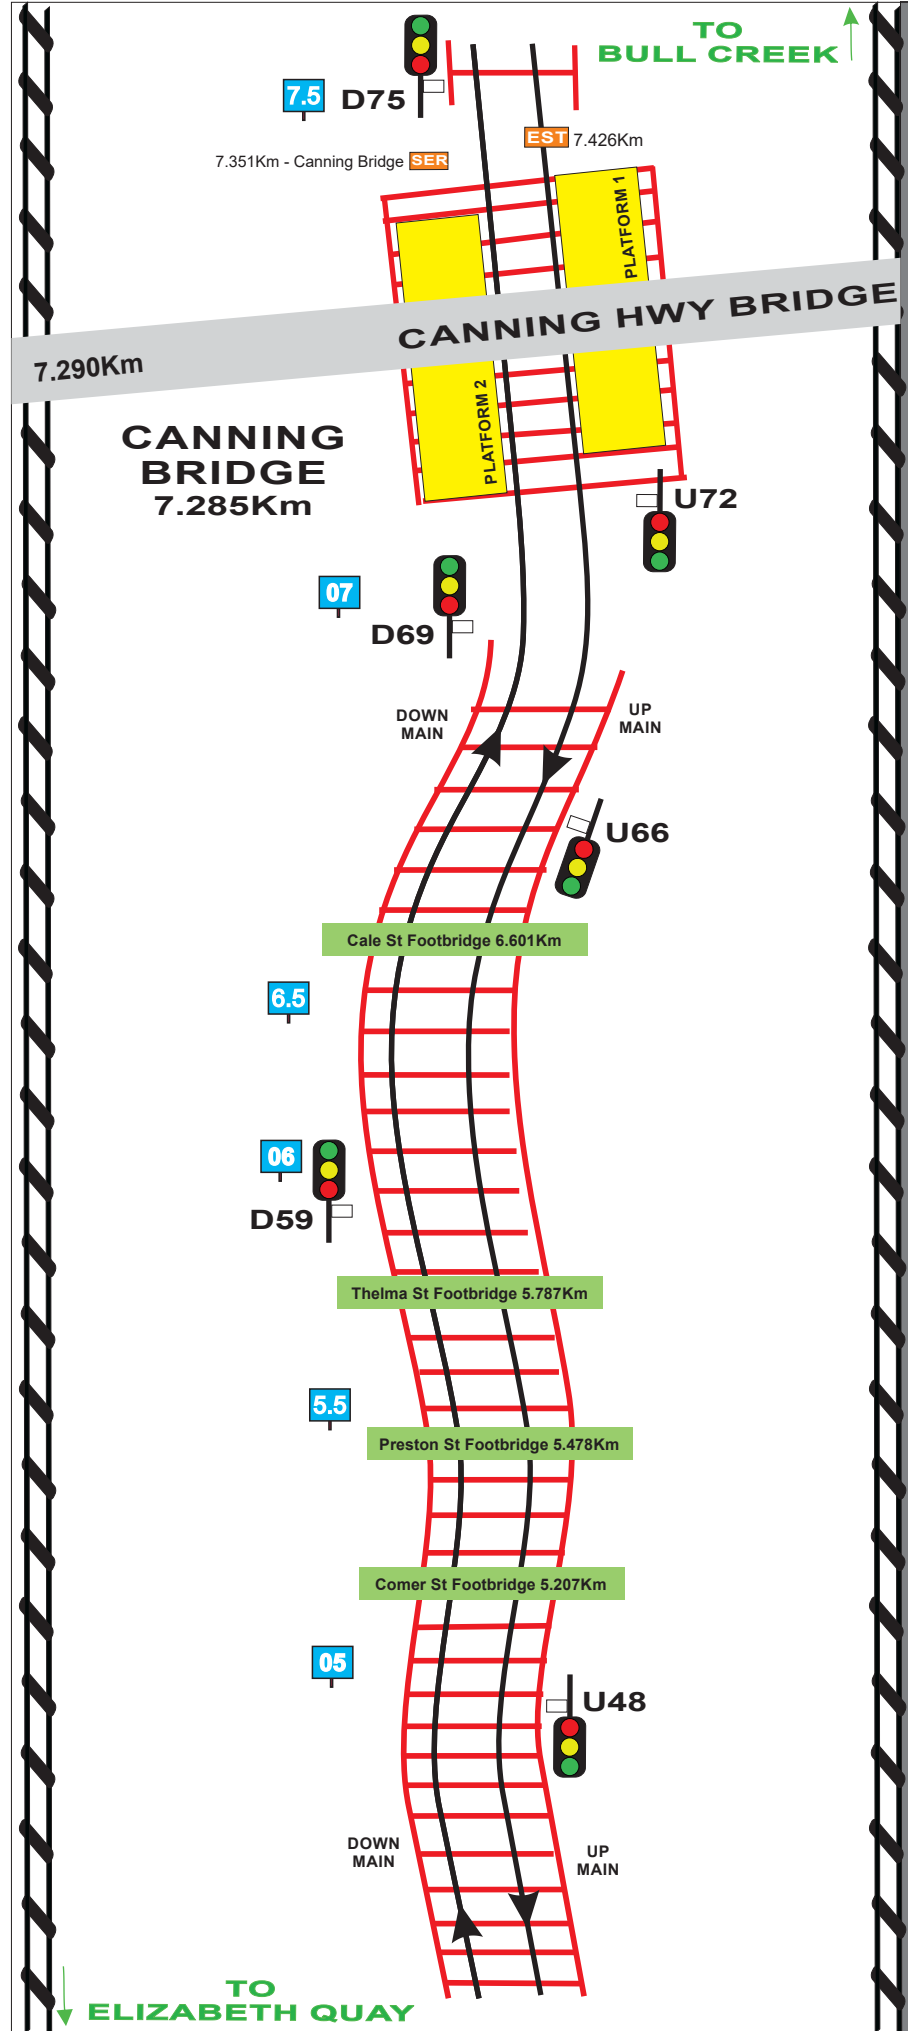 TO
BULL CREEK
7.5
D75
EST 7.426Km
7.351Km - Canning Bridge SER
PLATFORM 1
CANNING HWY BRIDGE
7.290Km
PLATFORM 2
CANNING
BRIDGE
7.285Km
U72
07
D69
DOWN
MAIN
UP
MAIN
U66
Cale St Footbridge 6.601Km
6.5
06
D59
Thelma St Footbridge 5.787Km
5.5
Preston St Footbridge 5.478Km
Comer St Footbridge 5.207Km
05
U48
DOWN
MAIN
UP
MAIN
TO
ELIZABETH QUAY